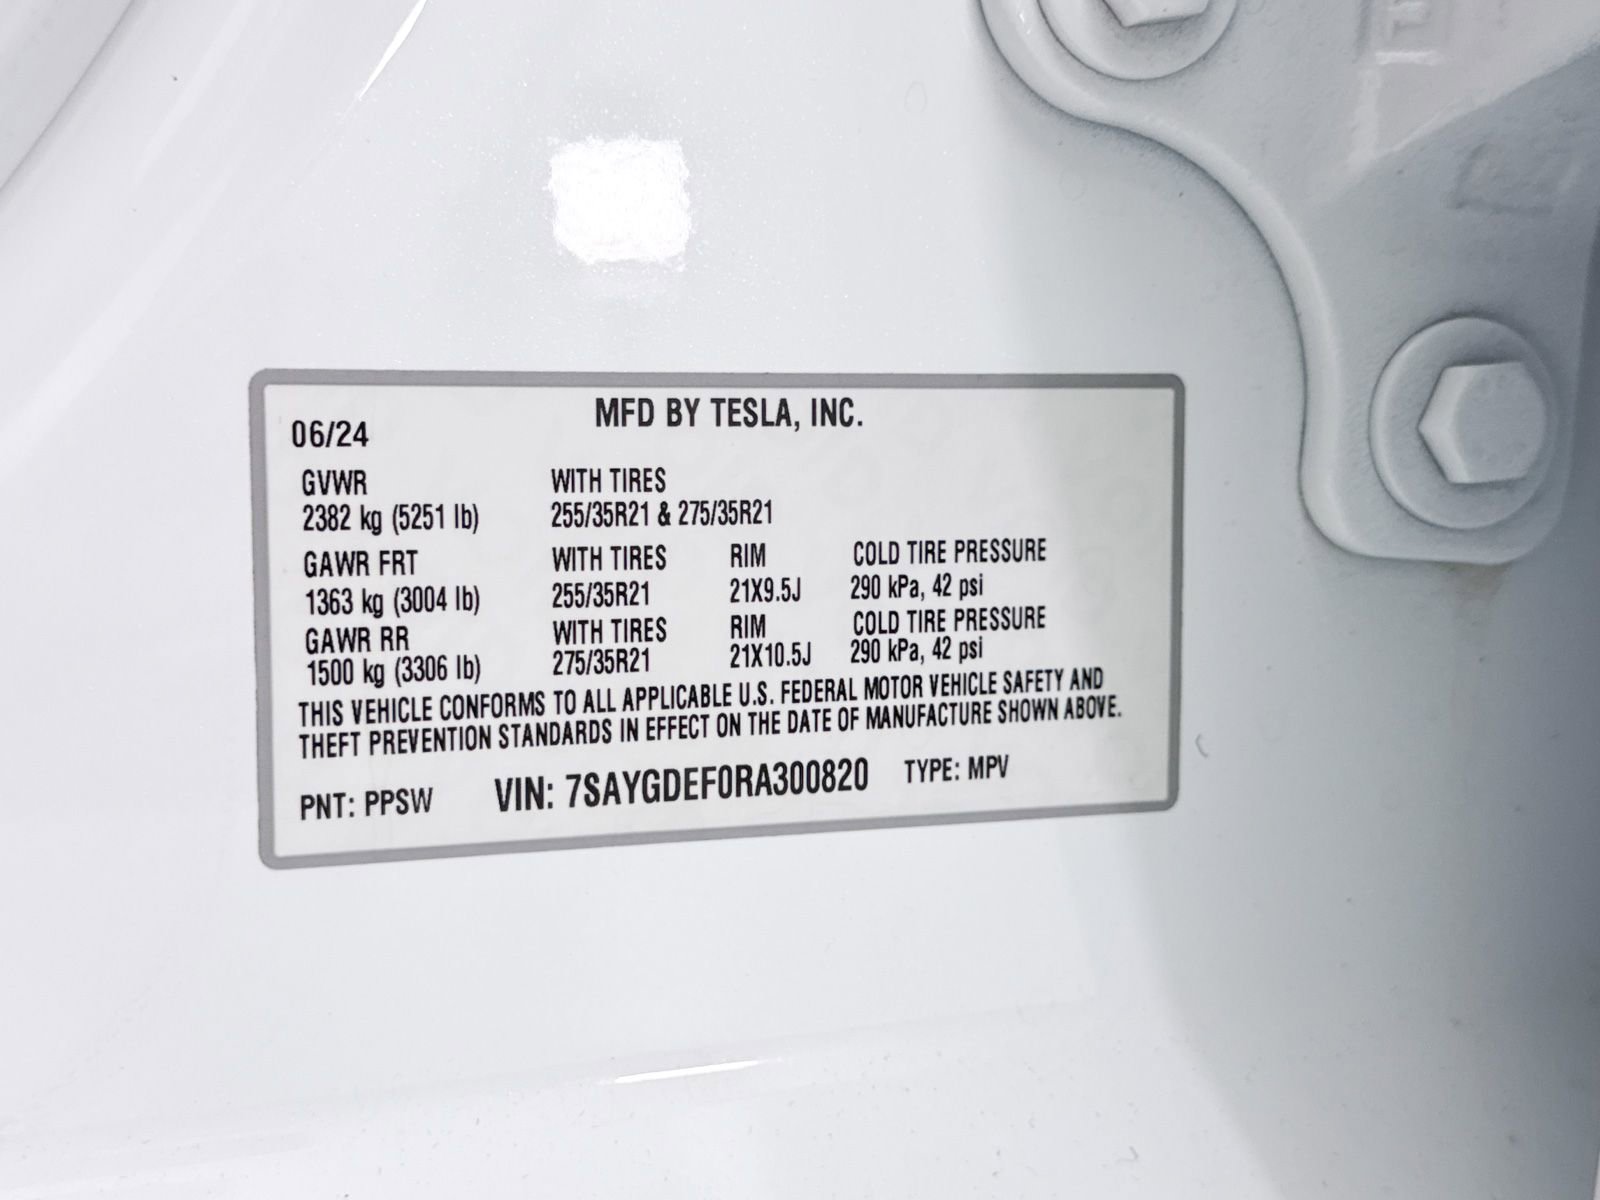 MFD BY TESLA, INC.
06/24
GVWR WITH TIRES
2382 kg (5251 lb) 255/35R21 & 275/35R21
GAWR FRT WITH TIRES RIM COLD TIRE PRESSURE
1363 kg (3004 lb) 255/35R21 21X9.5J 290 kPa, 42 psi
GAWR RR WITH TIRES RIM COLD TIRE PRESSURE
1500 kg (3306 lb) 275/35R21 21X10.5J 290 kPa, 42 psi
THIS VEHICLE CONFORMS TO ALL APPLICABLE U.S. FEDERAL MOTOR VEHICLE SAFETY AND
THEFT PREVENTION STANDARDS IN EFFECT ON THE DATE OF MANUFACTURE SHOWN ABOVE.
PNT: PPSW VIN: 7SAYGDEF0RA300820 TYPE: MPV